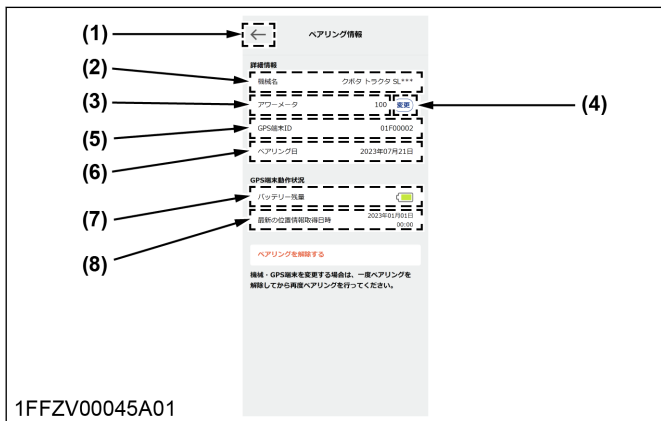 (1)
← ペアリング情報
詳細情報
(2)
機械名 クボタ トラクタ SL***
(3)
アワーメータ 100 変更
(4)
(5)
GPS端末ID 01F00002
(6)
ペアリング日 2023年07月21日
GPS端末動作状況
(7)
バッテリー残量
(8)
最新の位置情報取得日時 2023年01月01日
00:00
ペアリングを解除する
機械・GPS端末を変更する場合は、一度ペアリングを
解除してから再度ペアリングを行ってください。
1FFZV00045A01